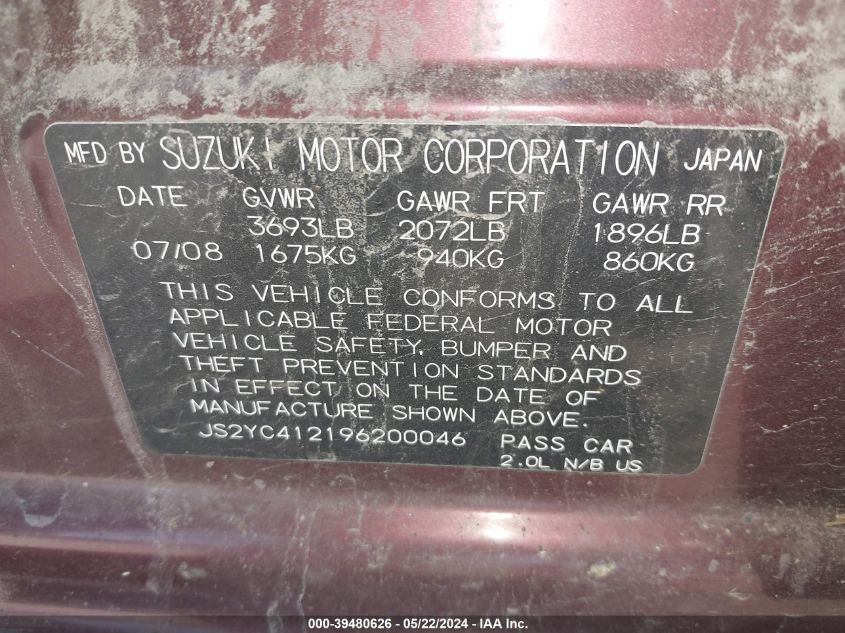 MFD BY SUZUKI MOTOR CORPORATION JAPAN
DATE GVWR GAWR FRT GAWR RR
3693LB 2072LB 1896LB
07/08 1675KG 940KG 860KG
THIS VEHICLE CONFORMS TO ALL
APPLICABLE FEDERAL MOTOR
VEHICLE SAFETY, BUMPER AND
THEFT PREVENTION STANDARDS
IN EFFECT ON THE DATE OF
MANUFACTURE SHOWN ABOVE.
JS2YC412196200046 PASS CAR
2.0L N/B US
000-39480626 - 05/22/2024 - IAA Inc.